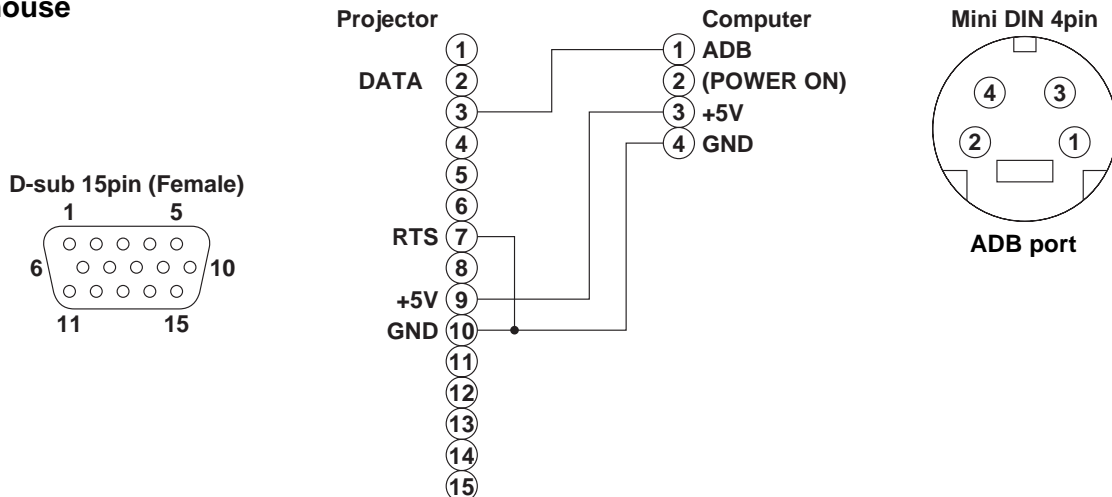 Projector
1
DATA 2
3
4
5
6
RTS 7
8
+5V 9
GND 10
11
12
13
14
15
Computer
1 ADB
2 (POWER ON)
3 +5V
4 GND
Mini DIN 4pin
4 3
2 1
ADB port
D-sub 15pin (Female)
1 5
6 10
11 15